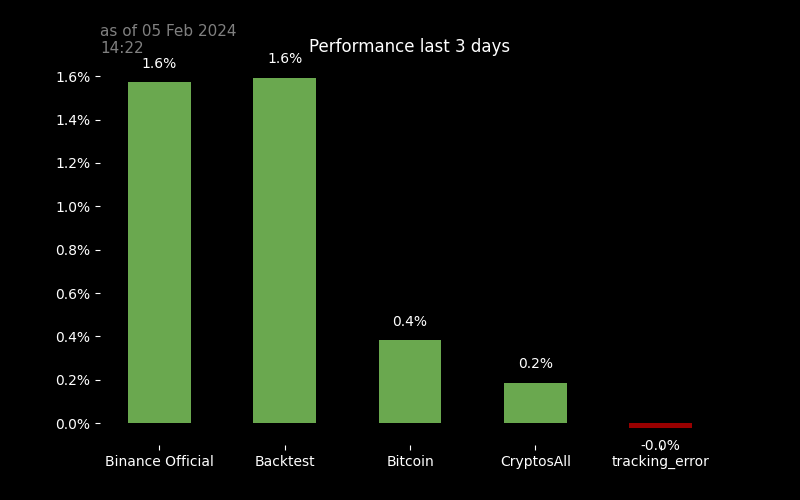 as of 05 Feb 2024
14:22
Performance last 3 days
1.6%
1.6%
0.4%
0.2%
-0.0%
1.6%
1.4%
1.2%
1.0%
0.8%
0.6%
0.4%
0.2%
0.0%
Binance Official
Backtest
Bitcoin
CryptosAll
tracking_error